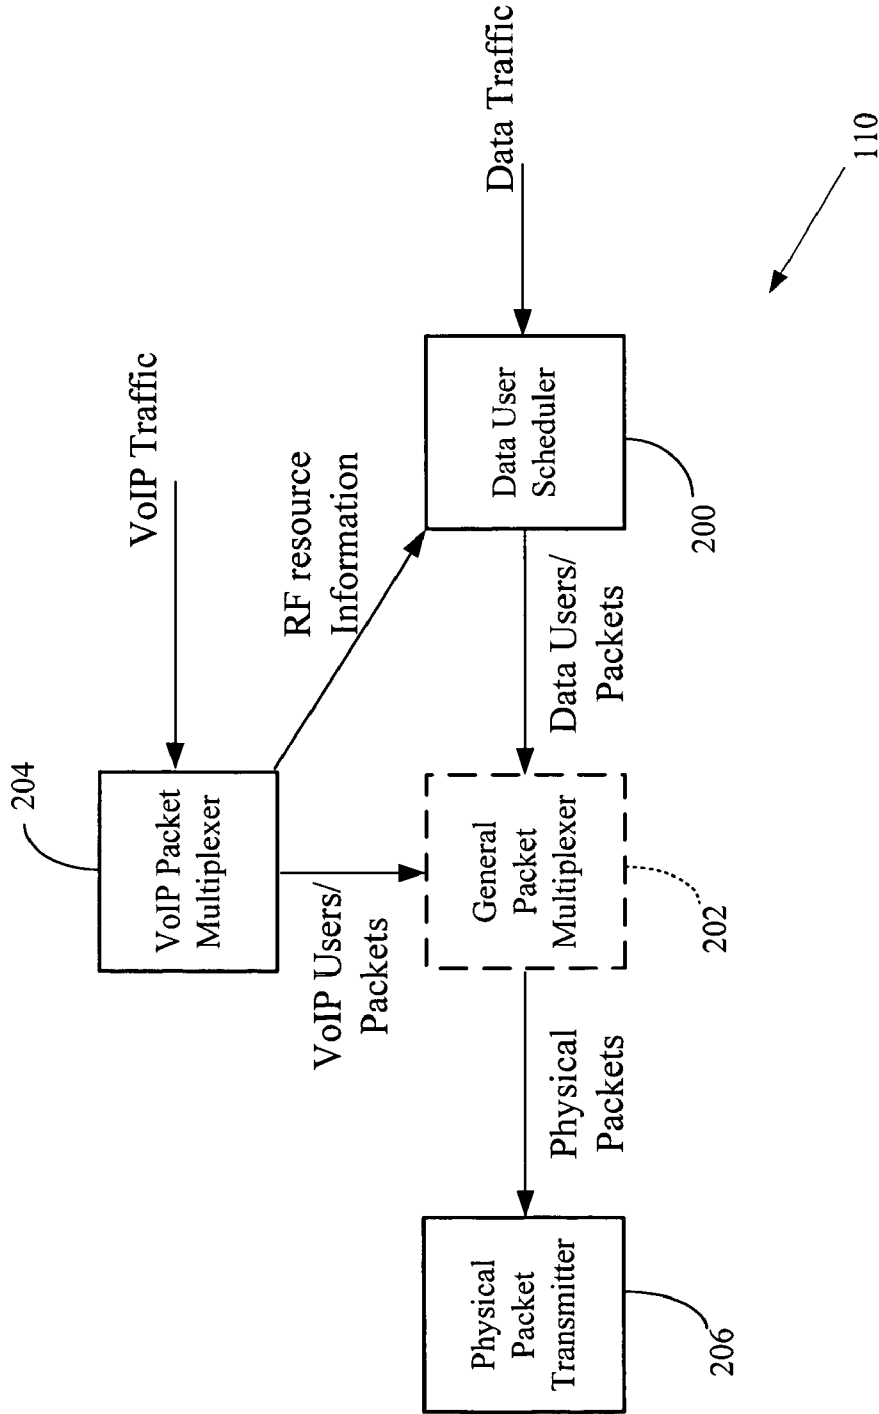 204
VoIP Packet
Multiplexer
VoIP Traffic
VoIP Users/
Packets
RF resource
Information
Physical
Packet
Transmitter
206
Physical
Packets
General
Packet
Multiplexer
202
Data Users/
Packets
Data User
Scheduler
200
Data Traffic
110